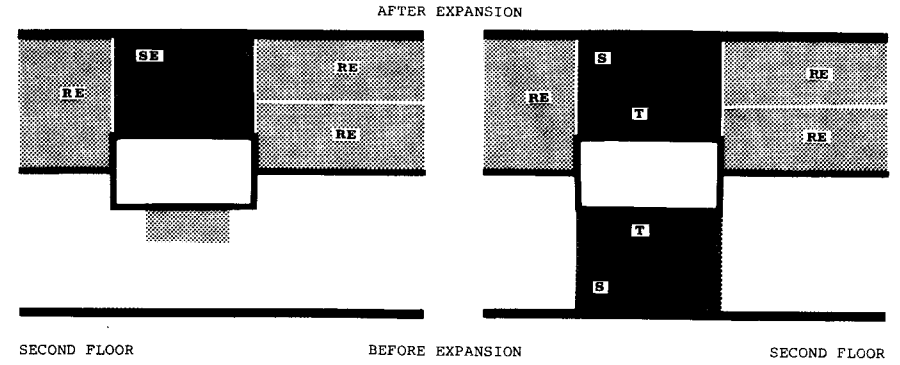 AFTER EXPANSION
SE
RE
RE
RE
S
RE
RE
T
RE
T
S
SECOND FLOOR BEFORE EXPANSION SECOND FLOOR